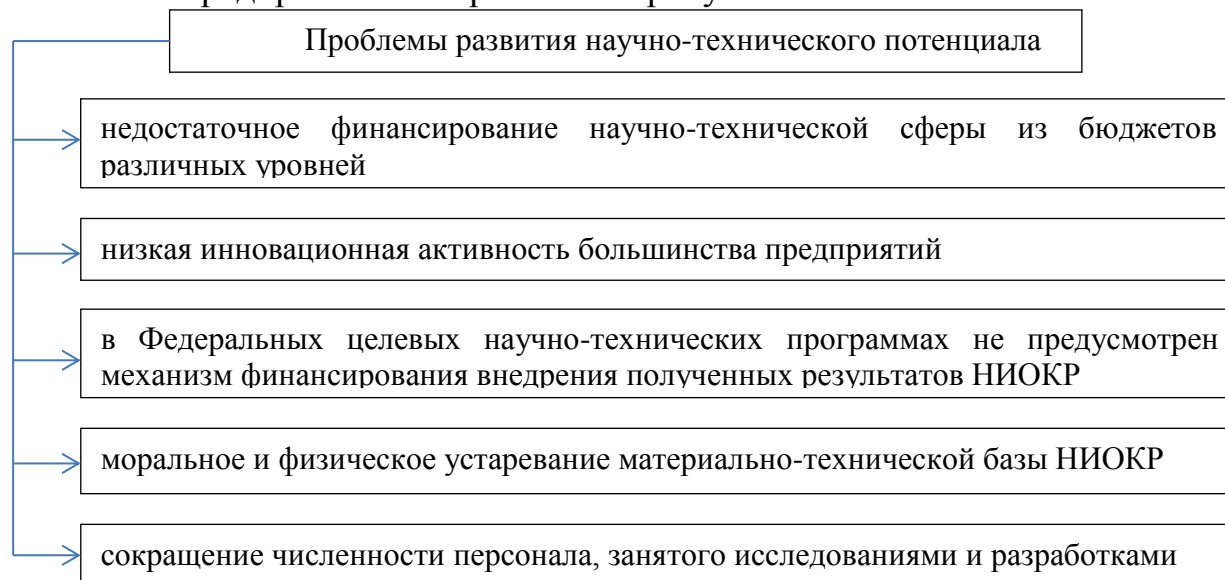 Проблемы развития научно-технического потенциала
недостаточное финансирование научно-технической сферы из бюджетов
различных уровней
низкая инновационная активность большинства предприятий
в Федеральных целевых научно-технических программах не предусмотрен
механизм финансирования внедрения полученных результатов НИОКР
моральное и физическое устаревание материально-технической базы НИОКР
сокращение численности персонала, занятого исследованиями и разработками